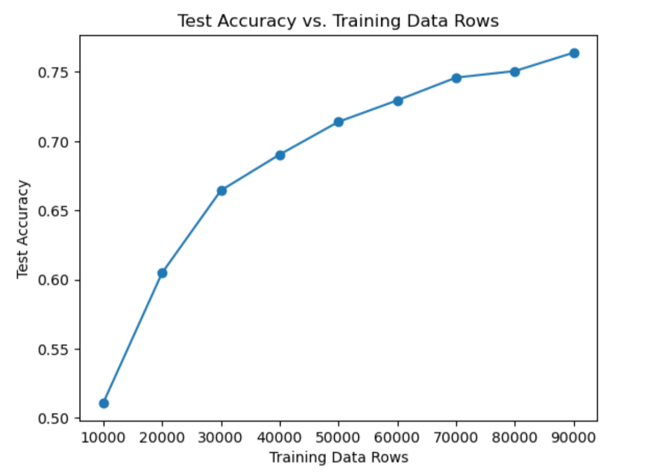 Test Accuracy vs. Training Data Rows
0.75
0.70
0.65
0.60
0.55
0.50
Test Accuracy
10000 20000 30000 40000 50000 60000 70000 80000 90000
Training Data Rows